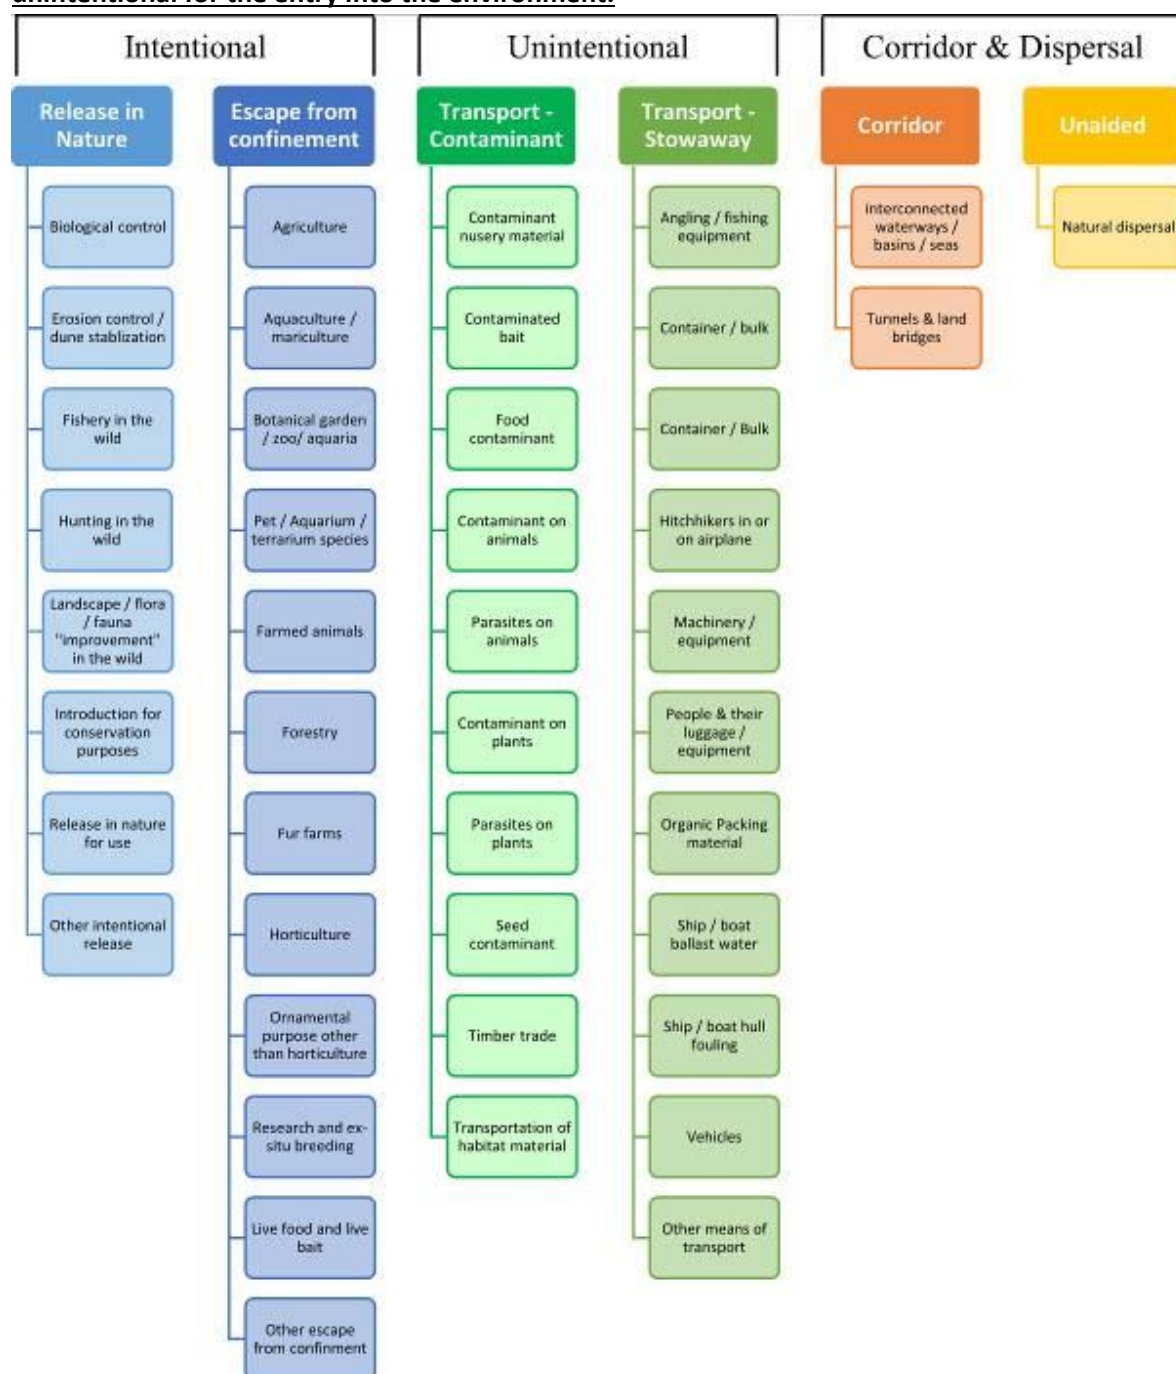 unintentional for the entry into the environment.
Intentional
Unintentional
Corridor & Dispersal
Release in
Nature
Biological control
Erosion control /
dune stablization
Fishery in the
wild
Hunting in the
wild
Landscape / flora
/ fauna
"improvement"
in the wild
Introduction for
conservation
purposes
Release in nature
for use
Other intentional
release
Escape from
confinement
Agriculture
Aquaculture /
mariculture
Botanical garden
/ zoo/ aquaria
Pet / Aquarium /
terrarium species
Farmed animals
Forestry
Fur farms
Horticulture
Ornamental
purpose other
than horticulture
Research and ex-
situ breeding
Live food and live
bait
Other escape
from confinment
Transport -
Contaminant
Contaminant
nusery material
Contaminated
bait
Food
contaminant
Contaminant on
animals
Parasites on
animals
Contaminant on
plants
Parasites on
plants
Seed
contaminant
Timber trade
Transportation of
habitat material
Transport -
Stowaway
Angling / fishing
equipment
Container / bulk
Container / Bulk
Hitchhikers in or
on airplane
Machinery /
equipment
People & their
luggage /
equipment
Organic Packing
material
Ship / boat
ballast water
Ship / boat hull
fouling
Vehicles
Other means of
transport
Corridor
interconnected
waterways /
basins / seas
Tunnels & land
bridges
Unaided
Natural dispersal